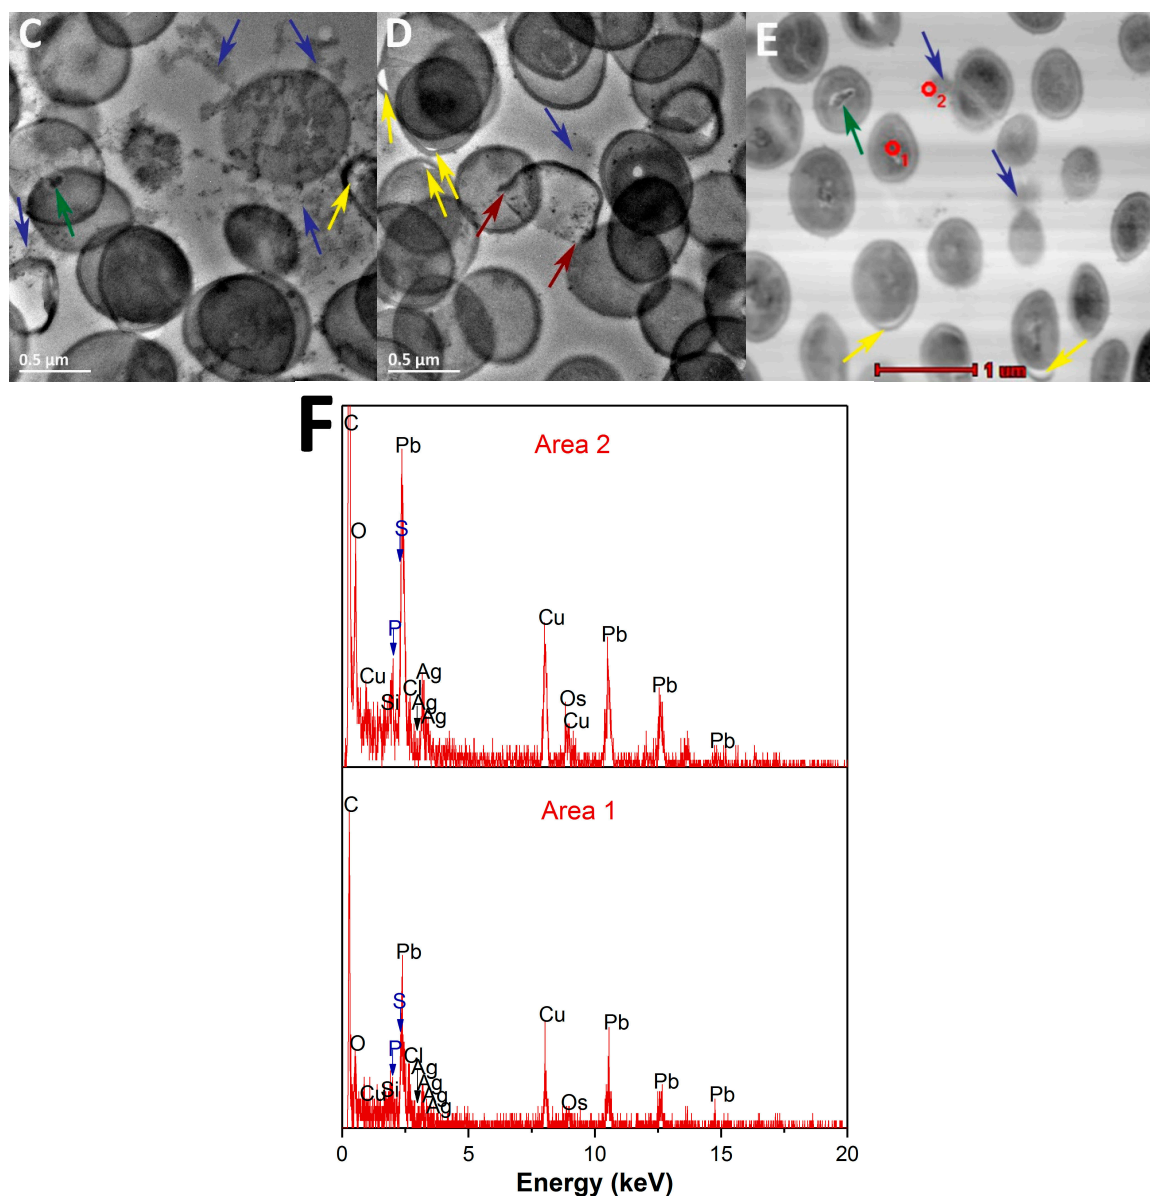 C
D
E
2
1
0.5 µm
0.5 µm
1 um
F
Area 2
C
Pb
O
S
P
Cu
Si
Cl
Ag
Ag
Ag
Cu
Os
Cu
Pb
Pb
Pb
Area 1
C
Pb
S
O
P
Cl
Cu
Si
Ag
Ag
Ag
Ag
Cu
Os
Pb
Pb
Pb
0 5 10 15 20
Energy (keV)